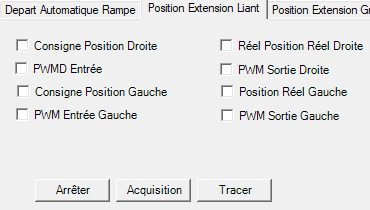 Depart Automatique Rampe Position Extension Liant Position Extension
Consigne Position Droite Réel Position Réel Droite
PWMD Entrée PWM Sortie Droite
Consigne Position Gauche Position Réel Gauche
PWM Entrée Gauche PWM Sortie Gauche
Arrêter Acquisition Tracer